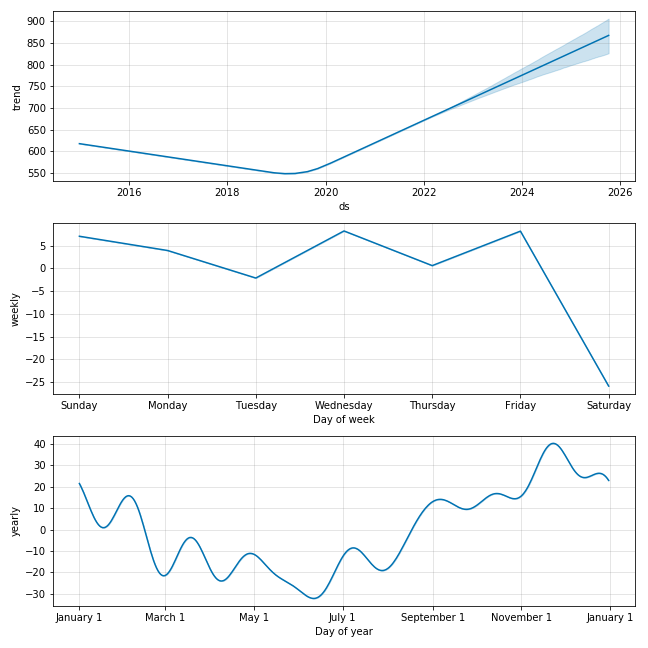 900
850
800
750
700
650
600
550
trend
2016 2018 2020 2022 2024 2026
ds
5
0
−5
−10
−15
−20
−25
weekly
Sunday Monday Tuesday Wednesday Thursday Friday Saturday
Day of week
40
30
20
10
0
−10
−20
−30
yearly
January 1 March 1 May 1 July 1 September 1 November 1 January 1
Day of year